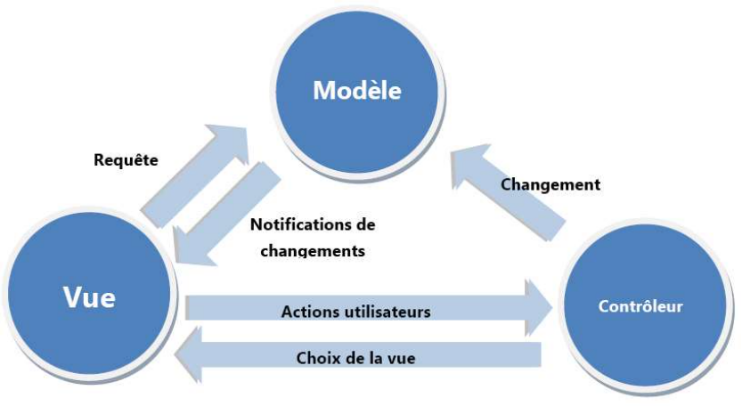 Modèle
Requête
Changement
Notifications de
changements
Vue
Contrôleur
Actions utilisateurs
Choix de la vue